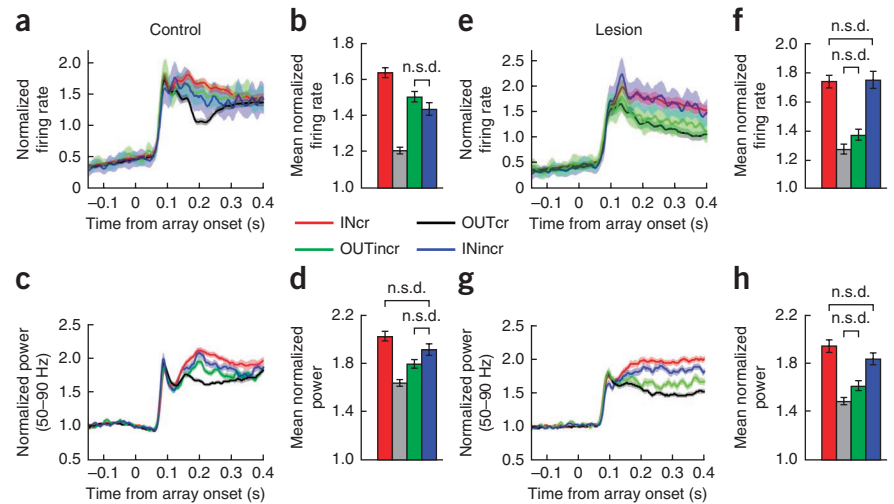 a Control
Normalized
firing rate
2.0
1.5
1.0
0.5
0
–0.1 0 0.1 0.2 0.3 0.4
Time from array onset (s)
b
Mean normalized
firing rate
1.8
1.6
1.4
1.2
1.0
n.s.d.
e Lesion
Normalized
firing rate
2.5
2.0
1.5
1.0
0.5
0
–0.1 0 0.1 0.2 0.3 0.4
Time from array onset (s)
f
Mean normalized
firing rate
2.0
1.8
1.6
1.4
1.2
1.0
n.s.d.
n.s.d.
INcr OUTcr
OUTincr INincr
c
Normalized power
(50–90 Hz)
2.5
2.0
1.5
1.0
0.5
–0.1 0 0.1 0.2 0.3 0.4
Time from array onset (s)
d
Mean normalized
power
2.2
1.8
1.4
1.0
n.s.d.
n.s.d.
g
Normalized power
(50–90 Hz)
2.5
2.0
1.5
1.0
0.5
–0.1 0 0.1 0.2 0.3 0.4
Time from array onset (s)
h
Mean normalized
power
2.2
1.8
1.4
1.0
n.s.d.
n.s.d.